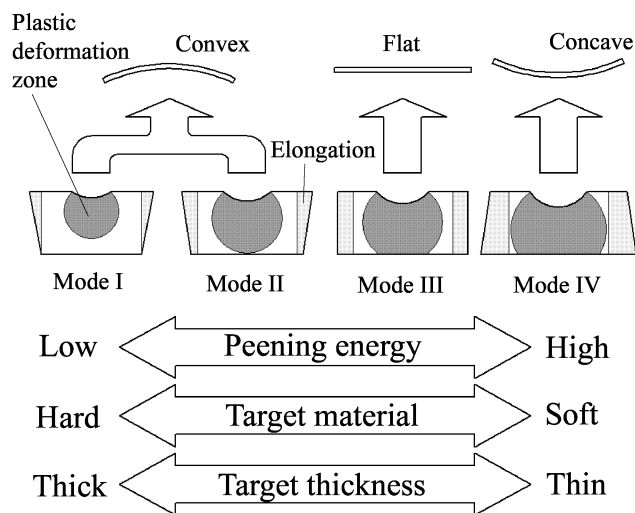 Plastic
deformation
zone
Convex
Flat
Concave
Elongation
Mode I
Mode II
Mode III
Mode IV
Low
Peening energy
High
Hard
Target material
Soft
Thick
Target thickness
Thin